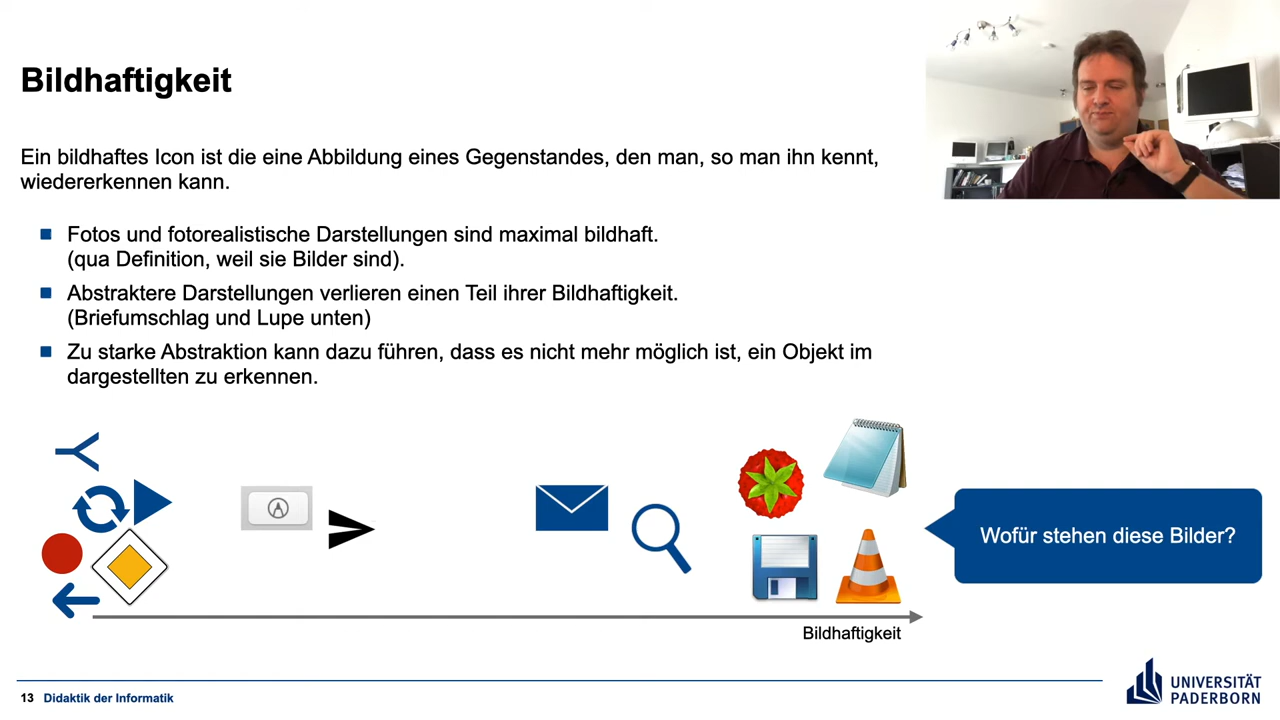 Bildhaftigkeit
Ein bildhaftes Icon ist die eine Abbildung eines Gegenstandes, den man, so man ihn kennt,
wiedererkennen kann.
Fotos und fotorealistische Darstellungen sind maximal bildhaft.
(qua Definition, weil sie Bilder sind).
Abstraktere Darstellungen verlieren einen Teil ihrer Bildhaftigkeit.
(Briefumschlag und Lupe unten)
Zu starke Abstraktion kann dazu führen, dass es nicht mehr möglich ist, ein Objekt im
dargestellten zu erkennen.
Wofür stehen diese Bilder?
Bildhaftigkeit
13 Didaktik der Informatik
UNIVERSITÄT
PADERBORN